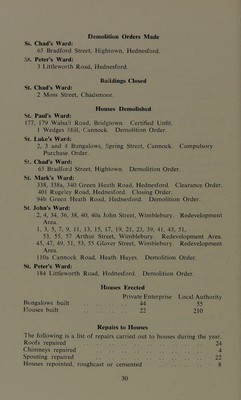 Demolition Orders Made
St. Chad's Ward:
65 Bradford Street, Hightown, Hednesford.
St. Peter's Ward:
3 Littleworth Road, Hednesford.
Buildings Closed
St. Chad's Ward:
2 Moss Street, Chadsmoor.
Houses Demolished
St. Paul's Ward:
177, 179 Walsall Road, Bridgtown. Certified Unfit.
1 Wedges Mill, Cannock. Demolition Order.
St. Luke's Ward:
2, 3 and 4 Bungalows, Spring Street, Cannock. Compulsory
Purchase Order.
St. Chad's Ward:
65 Bradford Street, Hednesford. Demolition Order.
St. Mark's Ward:
338, 338a, 340 Green Heath Road, Hednesford. Clearance Order.
401 Rugeley Road, Hednesford. Closing Order.
94b Green Heath Road, Hednesford. Demolition Order.
St. John's Ward:
2, 4, 34, 36, 38, 40, 40a John Street, Wimblebury. Redevelopment
Area.
1, 3, 5, 7, 9, 11, 13, 15, 17, 19, 21, 23, 39, 41, 43, 51,
53, 55, 57 Arthur Street, Wimblebury. Redevelopment Area.
45, 47, 49, 51, 53, 55 Glover Street, Wimblebury. Redevelopment
Area.
110a Cannock Road, Heath Hayes. Demolition Order.
St. Peter's Ward:
184 Littleworth Road, Hednesford. Demolition Order.
Houses Erected
Private Enterprise Local Authority
Bungalows built 44 55
Houses built 22 210
Repairs to Houses
The following is a list of repairs carried out to houses during the year.
Roofs repaired 24
Chimneys repaired 4
Spouting repaired 22
Houses repointed, roughcast or cemented 8
30